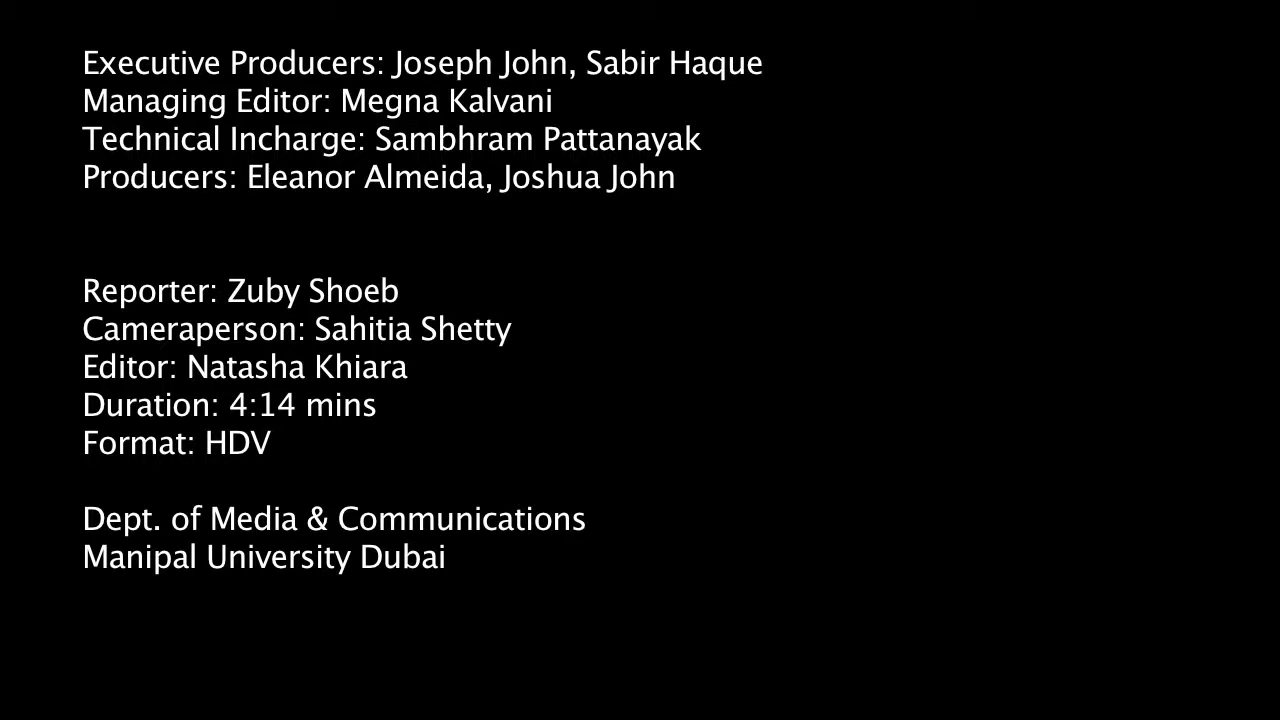 Executive Producers: Joseph John, Sabir Haque
Managing Editor: Megna Kalvani
Technical Incharge: Sambhram Pattanayak
Producers: Eleanor Almeida, Joshua John
Reporter: Zuby Shoeb
Cameraperson: Sahitia Shetty
Editor: Natasha Khiara
Duration: 4:14 mins
Format: HDV
Dept. of Media & Communications
Manipal University Dubai